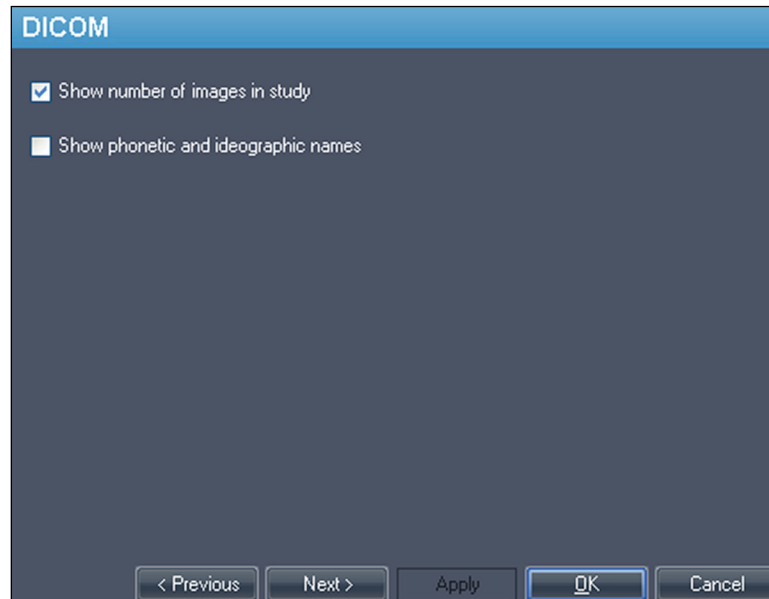 DICOM
Show number of images in study
Show phonetic and ideographic names
< Previous Next > Apply OK Cancel